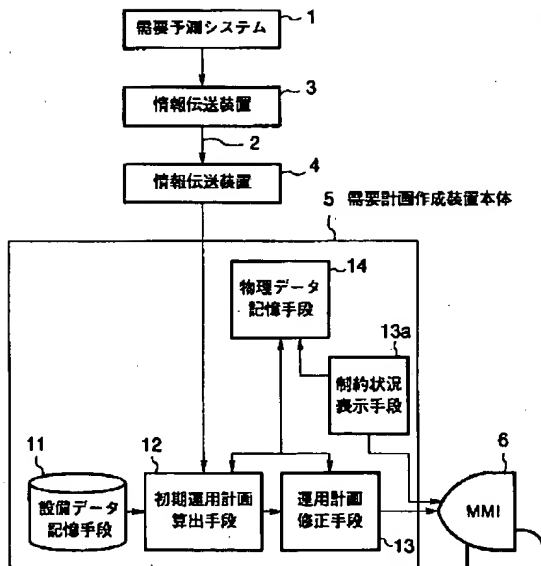 需要予測システム
1
情報伝送装置
3
2
情報伝送装置
4
5 需要計画作成装置本体
物理データ
記憶手段
14
制約状況
表示手段
13a
11
設備データ
記憶手段
12
初期運用計画
算出手段
運用計画
修正手段
13
6
MMI